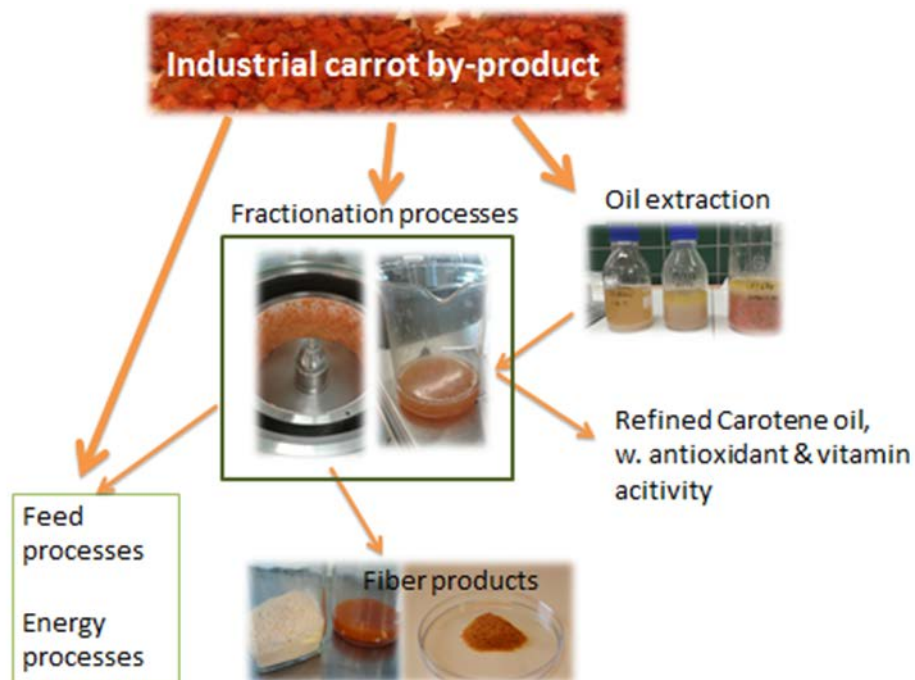 Industrial carrot by-product
Oil extraction
Fractionation processes
Refined Carotene oil,
w. antioxidant & vitamin
acitivity
Feed
processes
Energy
processes
Fiber products